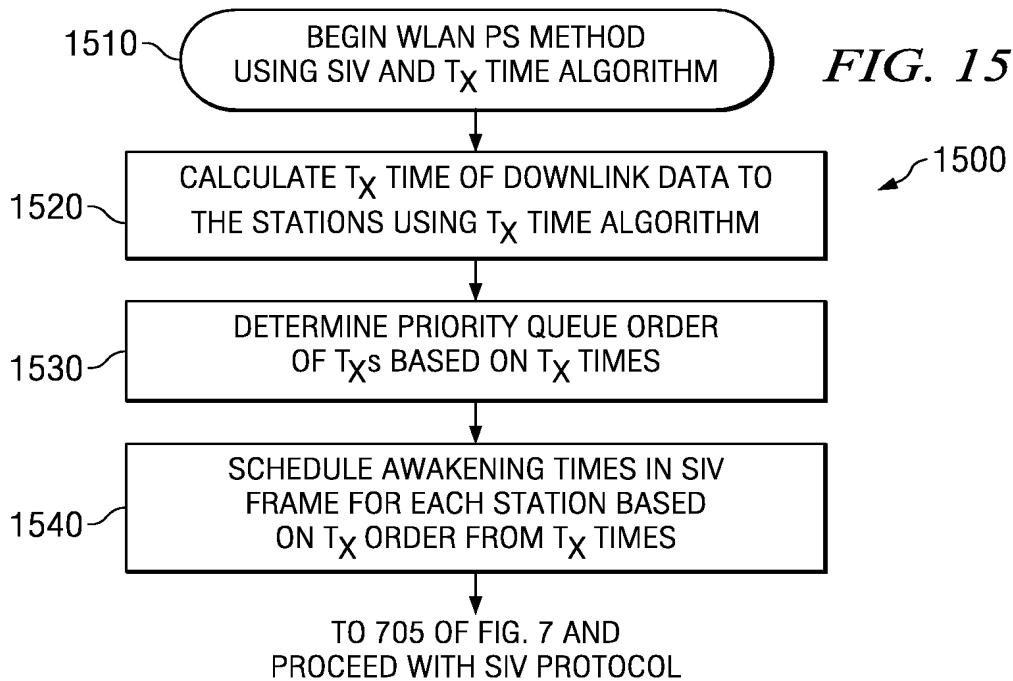 1510
BEGIN WLAN PS METHOD
USING SIV AND TX TIME ALGORITHM
FIG. 15
1500
1520
CALCULATE TX TIME OF DOWNLINK DATA TO
THE STATIONS USING TX TIME ALGORITHM
1530
DETERMINE PRIORITY QUEUE ORDER
OF TXs BASED ON TX TIMES
1540
SCHEDULE AWAKENING TIMES IN SIV
FRAME FOR EACH STATION BASED
ON TX ORDER FROM TX TIMES
TO 705 OF FIG. 7 AND
PROCEED WITH SIV PROTOCOL